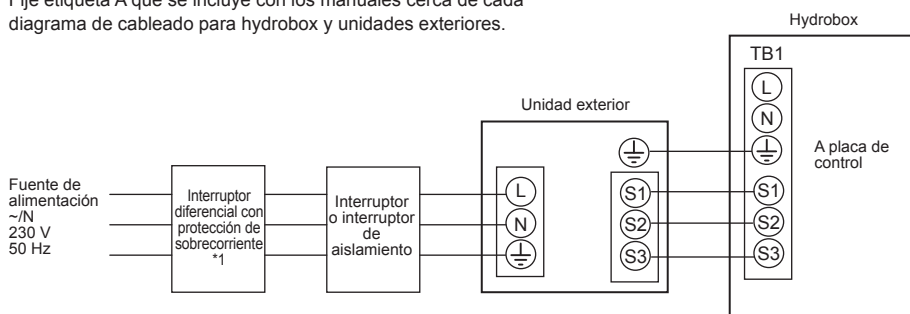 Fije etiqueta A que se incluye con los manuales cerca de cada
diagrama de cableado para hydrobox y unidades exteriores.
Hydrobox
TB1
L
N
A placa de
control
S1
S2
S3
Unidad exterior
L
N
S1
S2
S3
Fuente de
alimentación
~/N
230 V
50 Hz
Interruptor
diferencial con
protección de
sobrecorriente
*1
Interruptor
o interruptor
de
aislamiento